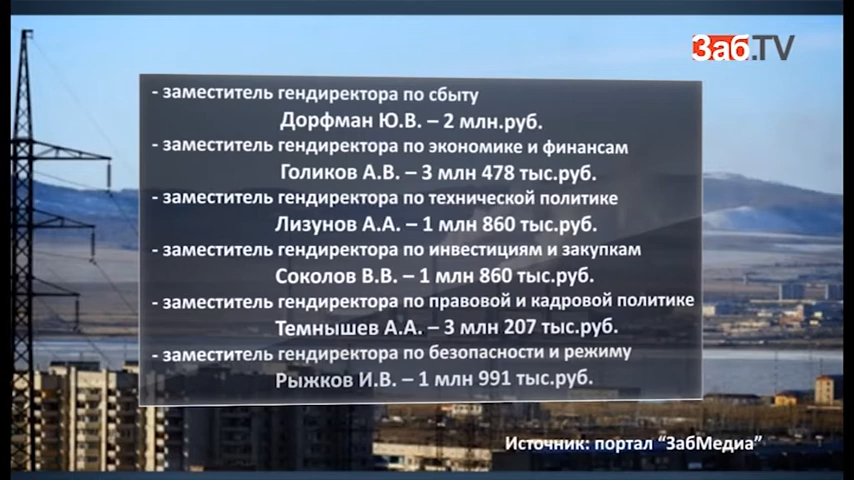 Заб.TV
- заместитель гендиректора по сбыту
Дорфман Ю.В. – 2 млн.руб.
- заместитель гендиректора по экономике и финансам
Голиков А.В. – 3 млн 478 тыс.руб.
- заместитель гендиректора по технической политике
Лизунов А.А. – 1 млн 860 тыс.руб.
- заместитель гендиректора по инвестициям и закупкам
Соколов В.В. – 1 млн 860 тыс.руб.
- заместитель гендиректора по правовой и кадровой политике
Темнышев А.А. – 3 млн 207 тыс.руб.
- заместитель гендиректора по безопасности и режиму
Рыжков И.В. – 1 млн 991 тыс.руб.
Источник: портал “ЗабМедиа”